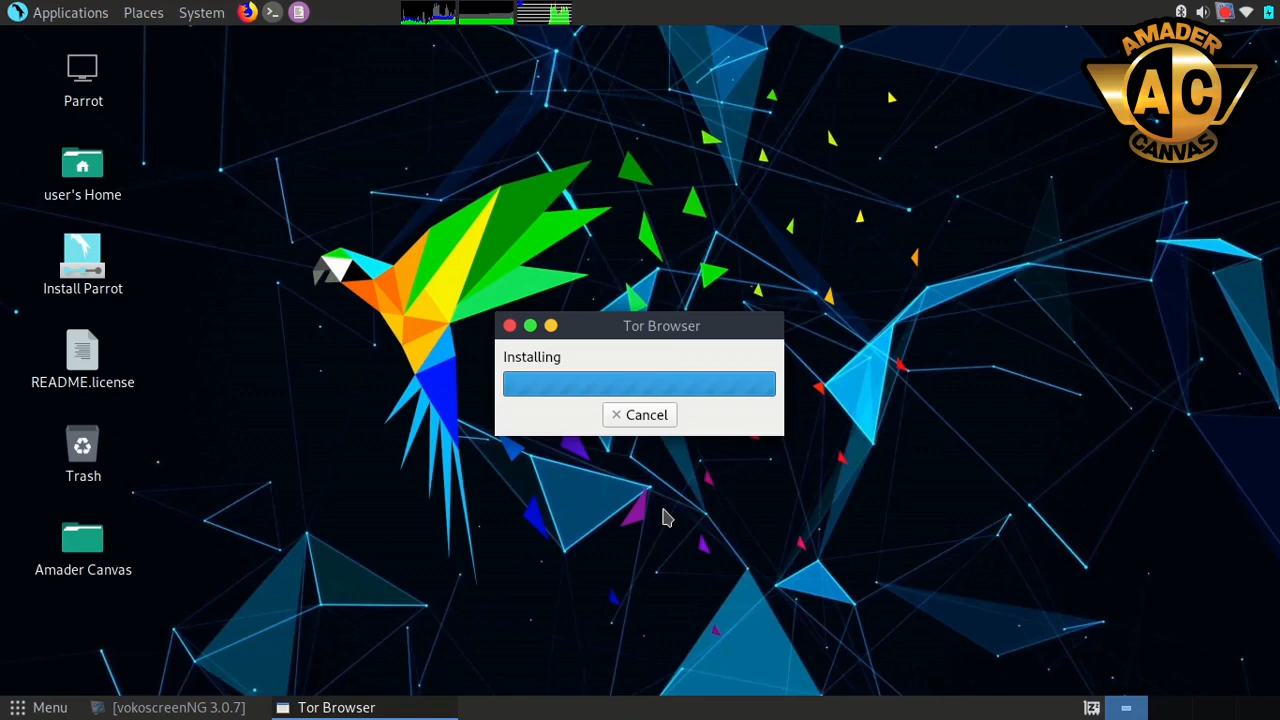 Applications Places System
AMADER
AC
CANVAS
Parrot
user's Home
Install Parrot
README.license
Trash
Amader Canvas
Tor Browser
Installing
Cancel
Menu [vokoscreenNG 3.0.7] Tor Browser